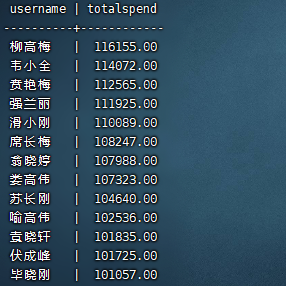 username | totalspend
----------+------------
柳高梅 | 116155.00
韦小全 | 114072.00
贲艳梅 | 112565.00
强兰丽 | 111925.00
滑小刚 | 110089.00
席长梅 | 108247.00
翁晓婷 | 107988.00
娄高伟 | 107323.00
苏长刚 | 104640.00
喻高伟 | 102536.00
袁晓轩 | 101835.00
伏成峰 | 101725.00
毕晓刚 | 101057.00